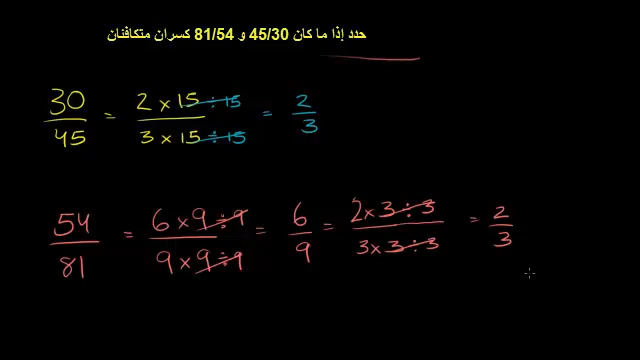 حدد إذا ما كان 45/30 و 81/54 كسران متكافئان
30/45 = 2 × 15 ÷ 15 / 3 × 15 ÷ 15 = 2/3
54/81 = 6 × 9 ÷ 9 / 9 × 9 ÷ 9 = 6/9 = 2 × 3 ÷ 3 / 3 × 3 ÷ 3 = 2/3